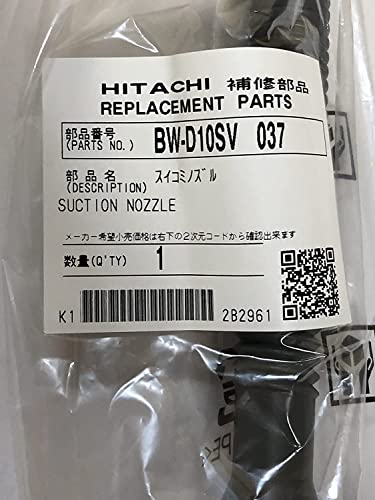 HITACHI 補修部品
REPLACEMENT PARTS
部品番号
(PARTS NO.) BW-D10SV 037
部品名 スイコミノズル
(DESCRIPTION)
SUCTION NOZZLE
メーカー希望小売価格は右下の2次元コードから確認出来ます
数量(Q'TY) 1
K1 2B2961